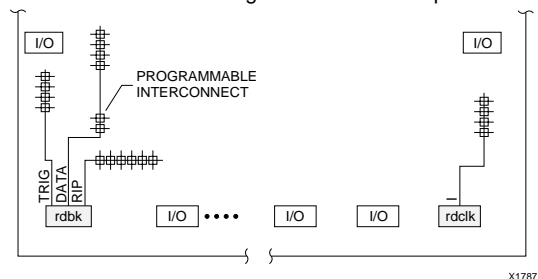 I/O
I/O
PROGRAMMABLE
INTERCONNECT
TRIG
DATA
RIP
I
rdbk
I/O
I/O
I/O
rdclk
X1787